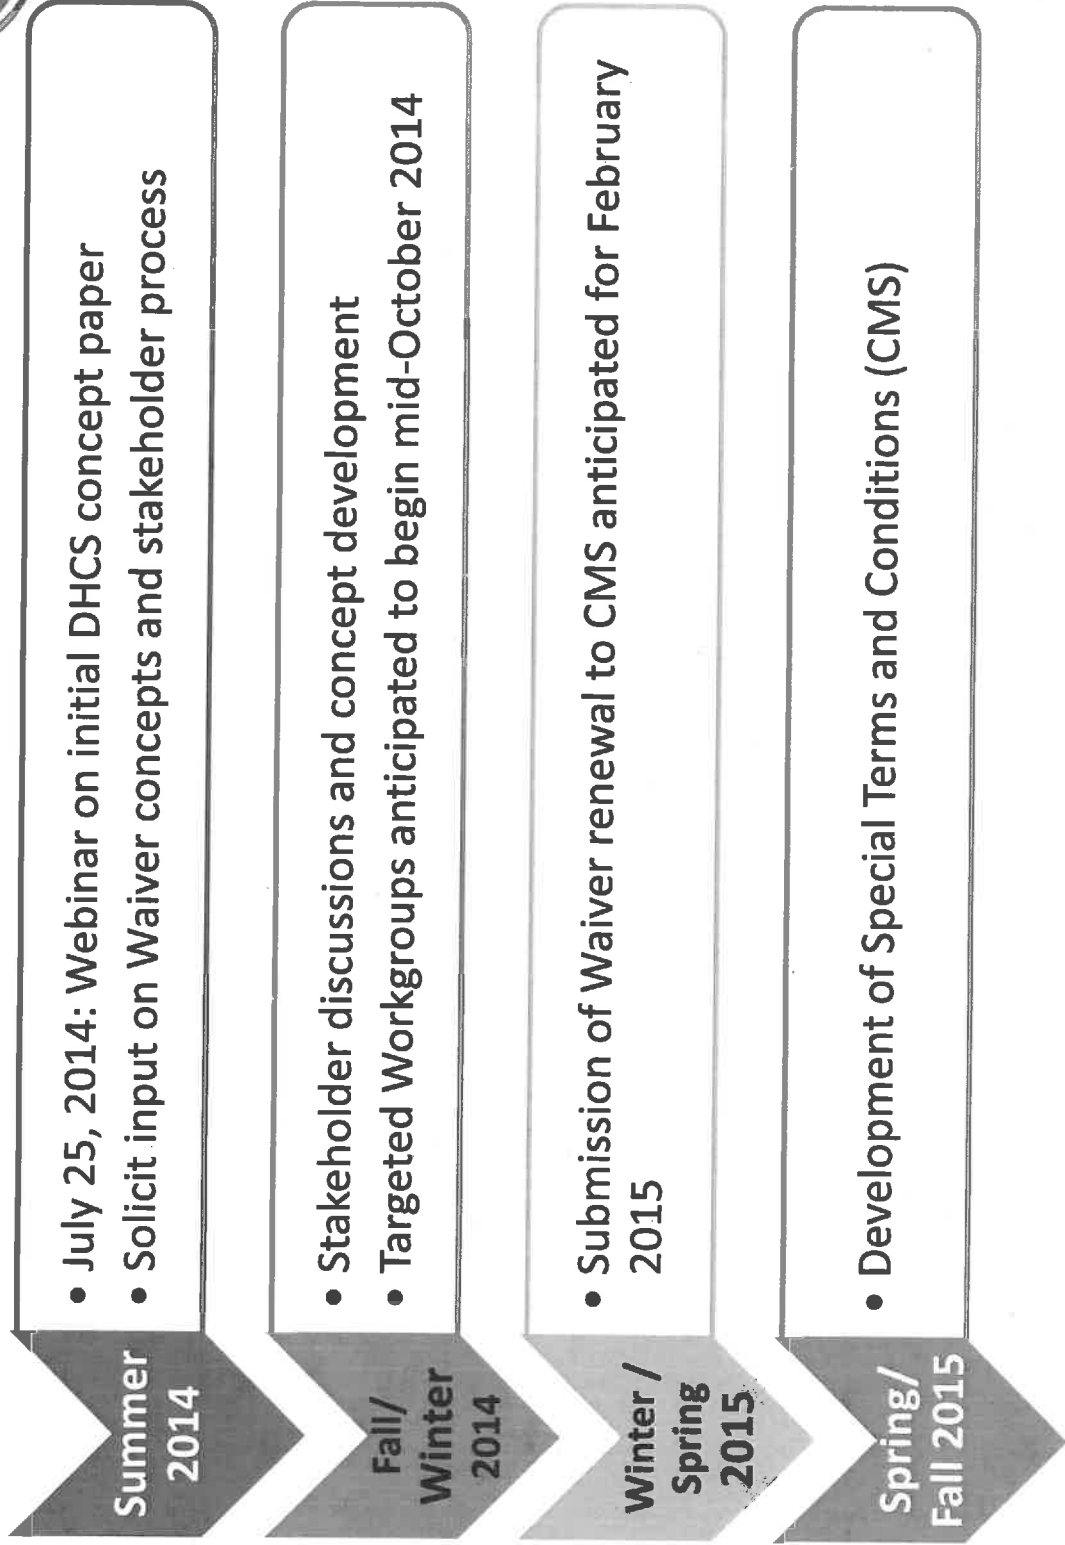 Summer
2014
• July 25, 2014: Webinar on initial DHCS concept paper
• Solicit input on Waiver concepts and stakeholder process
Fall/
Winter
2014
• Stakeholder discussions and concept development
• Targeted Workgroups anticipated to begin mid-October 2014
Winter /
Spring
2015
• Submission of Waiver renewal to CMS anticipated for February
2015
Spring/
Fall 2015
• Development of Special Terms and Conditions (CMS)